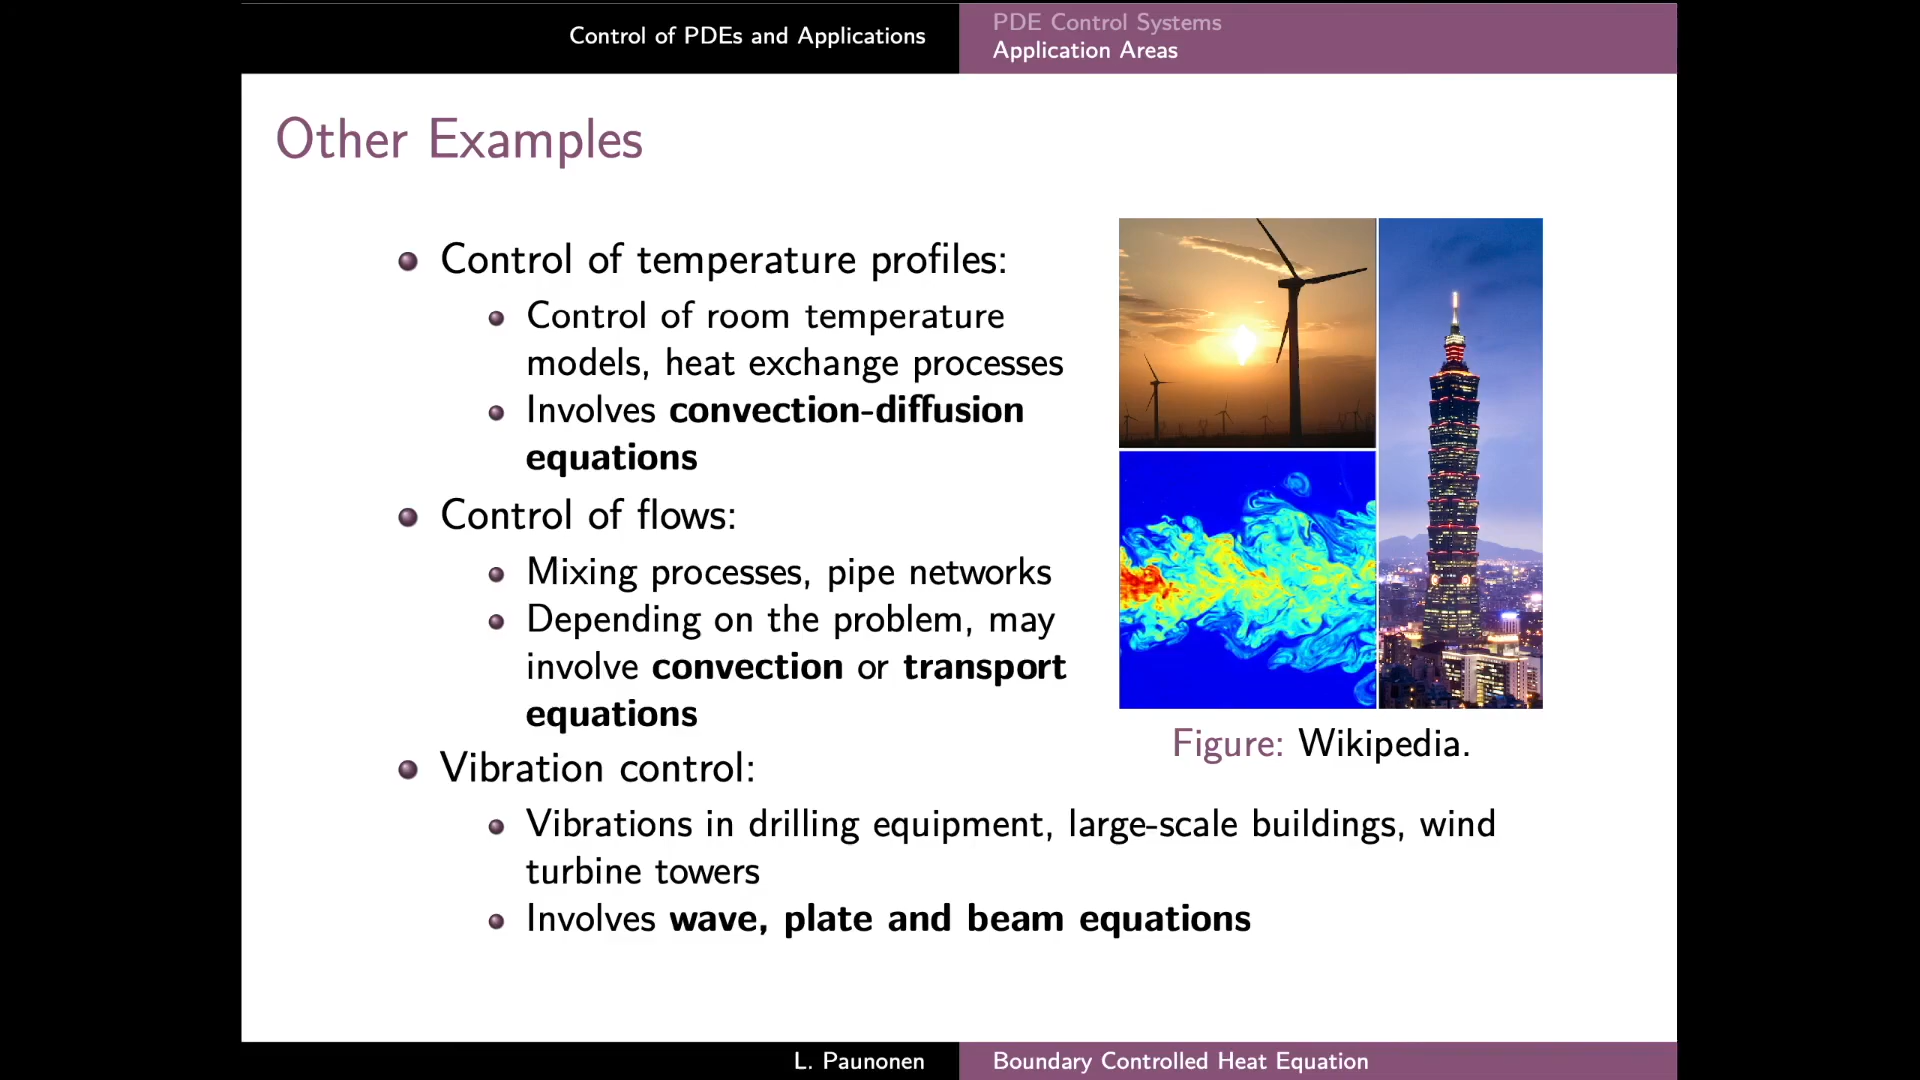 Control of PDEs and Applications
PDE Control Systems
Application Areas
Other Examples
Control of temperature profiles:
Control of room temperature
models, heat exchange processes
Involves convection-diffusion
equations
Control of flows:
Mixing processes, pipe networks
Depending on the problem, may
involve convection or transport
equations
Figure: Wikipedia.
Vibration control:
Vibrations in drilling equipment, large-scale buildings, wind
turbine towers
Involves wave, plate and beam equations
L. Paunonen
Boundary Controlled Heat Equation